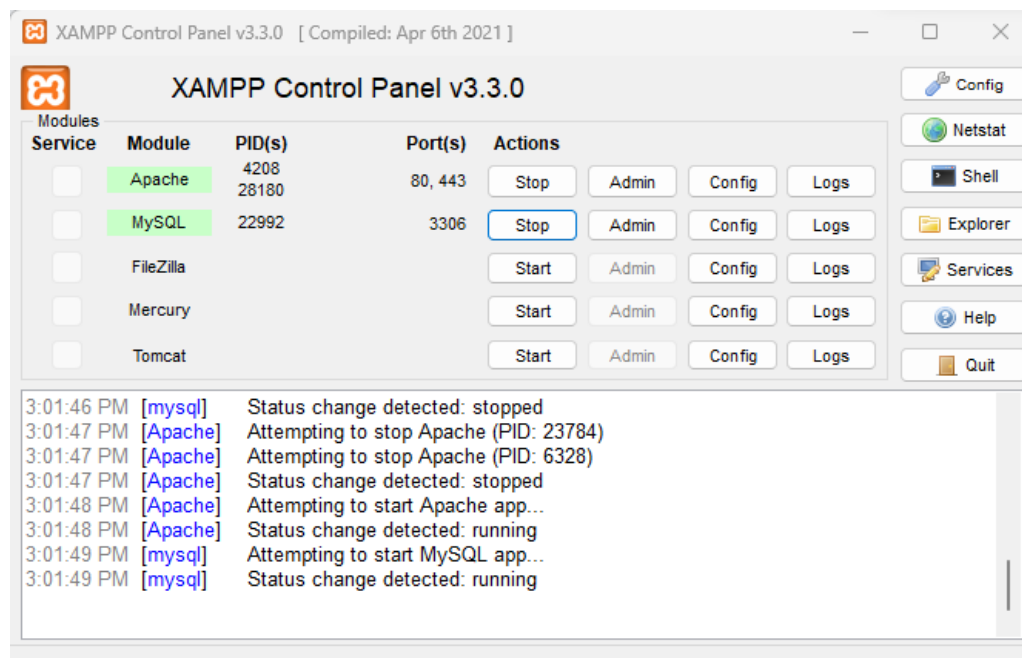 XAMPP Control Panel v3.3.0 [ Compiled: Apr 6th 2021 ]
XAMPP Control Panel v3.3.0
Config
Modules
Service Module PID(s) Port(s) Actions
Netstat
Apache 4208 28180 80, 443 Stop Admin Config Logs
Shell
MySQL 22992 3306 Stop Admin Config Logs
Explorer
FileZilla Start Admin Config Logs
Services
Mercury Start Admin Config Logs
Help
Tomcat Start Admin Config Logs
Quit
3:01:46 PM [mysql] Status change detected: stopped
3:01:47 PM [Apache] Attempting to stop Apache (PID: 23784)
3:01:47 PM [Apache] Attempting to stop Apache (PID: 6328)
3:01:47 PM [Apache] Status change detected: stopped
3:01:48 PM [Apache] Attempting to start Apache app...
3:01:48 PM [Apache] Status change detected: running
3:01:49 PM [mysql] Attempting to start MySQL app...
3:01:49 PM [mysql] Status change detected: running